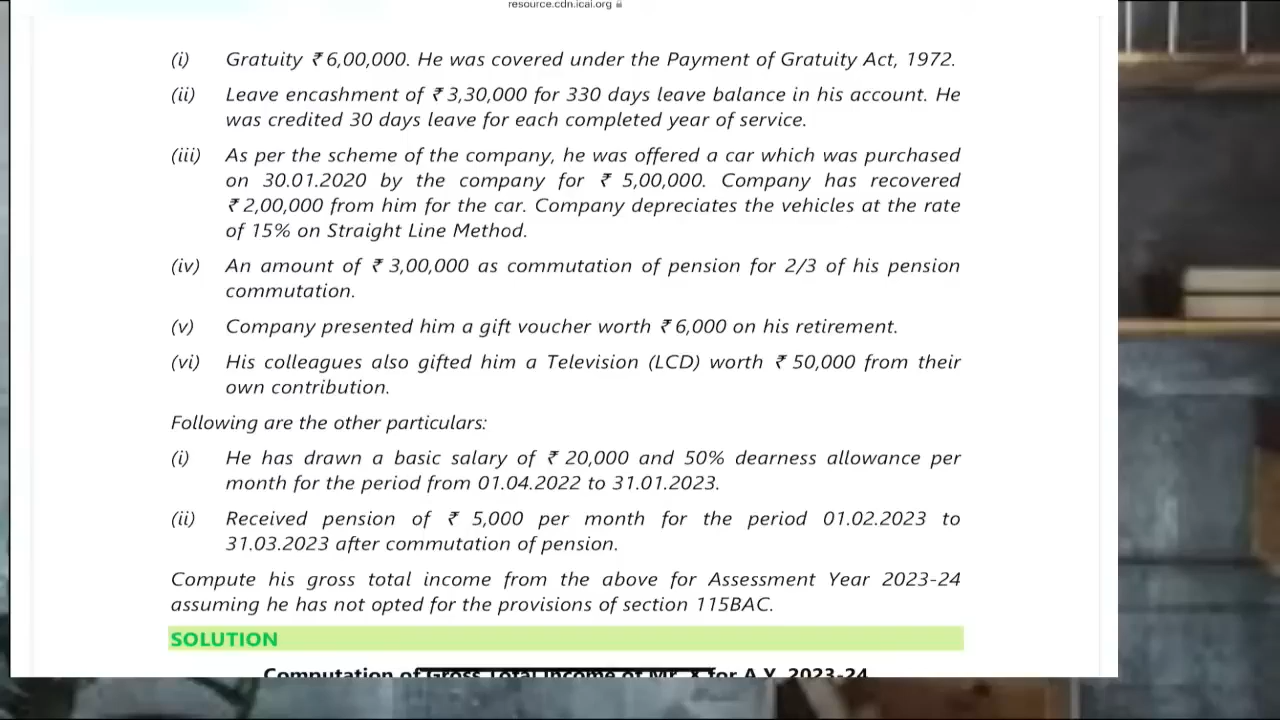 resource.cdn.icai.org
(i) Gratuity ₹ 6,00,000. He was covered under the Payment of Gratuity Act, 1972.
(ii) Leave encashment of ₹ 3,30,000 for 330 days leave balance in his account. He
was credited 30 days leave for each completed year of service.
(iii) As per the scheme of the company, he was offered a car which was purchased
on 30.01.2020 by the company for ₹ 5,00,000. Company has recovered
₹ 2,00,000 from him for the car. Company depreciates the vehicles at the rate
of 15% on Straight Line Method.
(iv) An amount of ₹ 3,00,000 as commutation of pension for 2/3 of his pension
commutation.
(v) Company presented him a gift voucher worth ₹ 6,000 on his retirement.
(vi) His colleagues also gifted him a Television (LCD) worth ₹ 50,000 from their
own contribution.
Following are the other particulars:
(i) He has drawn a basic salary of ₹ 20,000 and 50% dearness allowance per
month for the period from 01.04.2022 to 31.01.2023.
(ii) Received pension of ₹ 5,000 per month for the period 01.02.2023 to
31.03.2023 after commutation of pension.
Compute his gross total income from the above for Assessment Year 2023-24
assuming he has not opted for the provisions of section 115BAC.
SOLUTION
Computation of Gross Total Income of Mr. X for A.Y. 2023-24